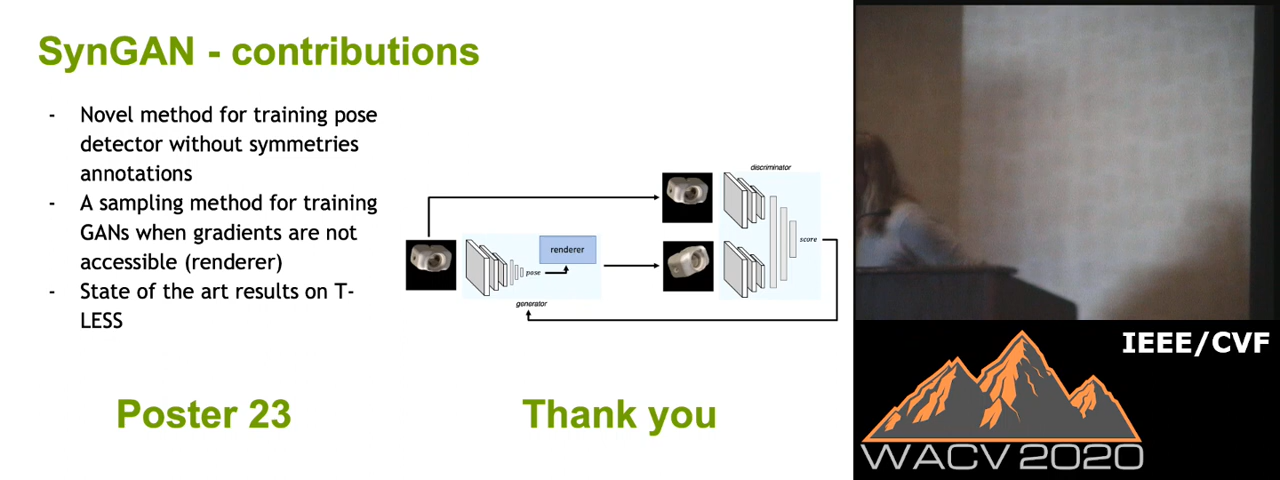 SynGAN - contributions
- Novel method for training pose
detector without symmetries
annotations
- A sampling method for training
GANs when gradients are not
accessible (renderer)
- State of the art results on T-
LESS
discriminator
renderer
pose
score
generator
Poster 23
Thank you
IEEE/CVF
WACV 2020